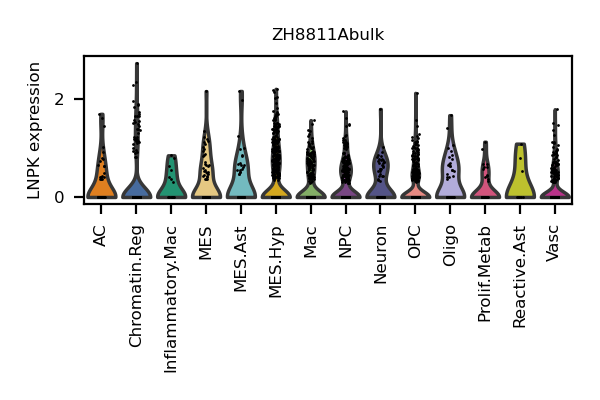 ZH8811Abulk
LNPK expression
2
0
AC
Chromatin.Reg
Inflammatory.Mac
MES
MES.Ast
MES.Hyp
Mac
NPC
Neuron
OPC
Oligo
Prolif.Metab
Reactive.Ast
Vasc